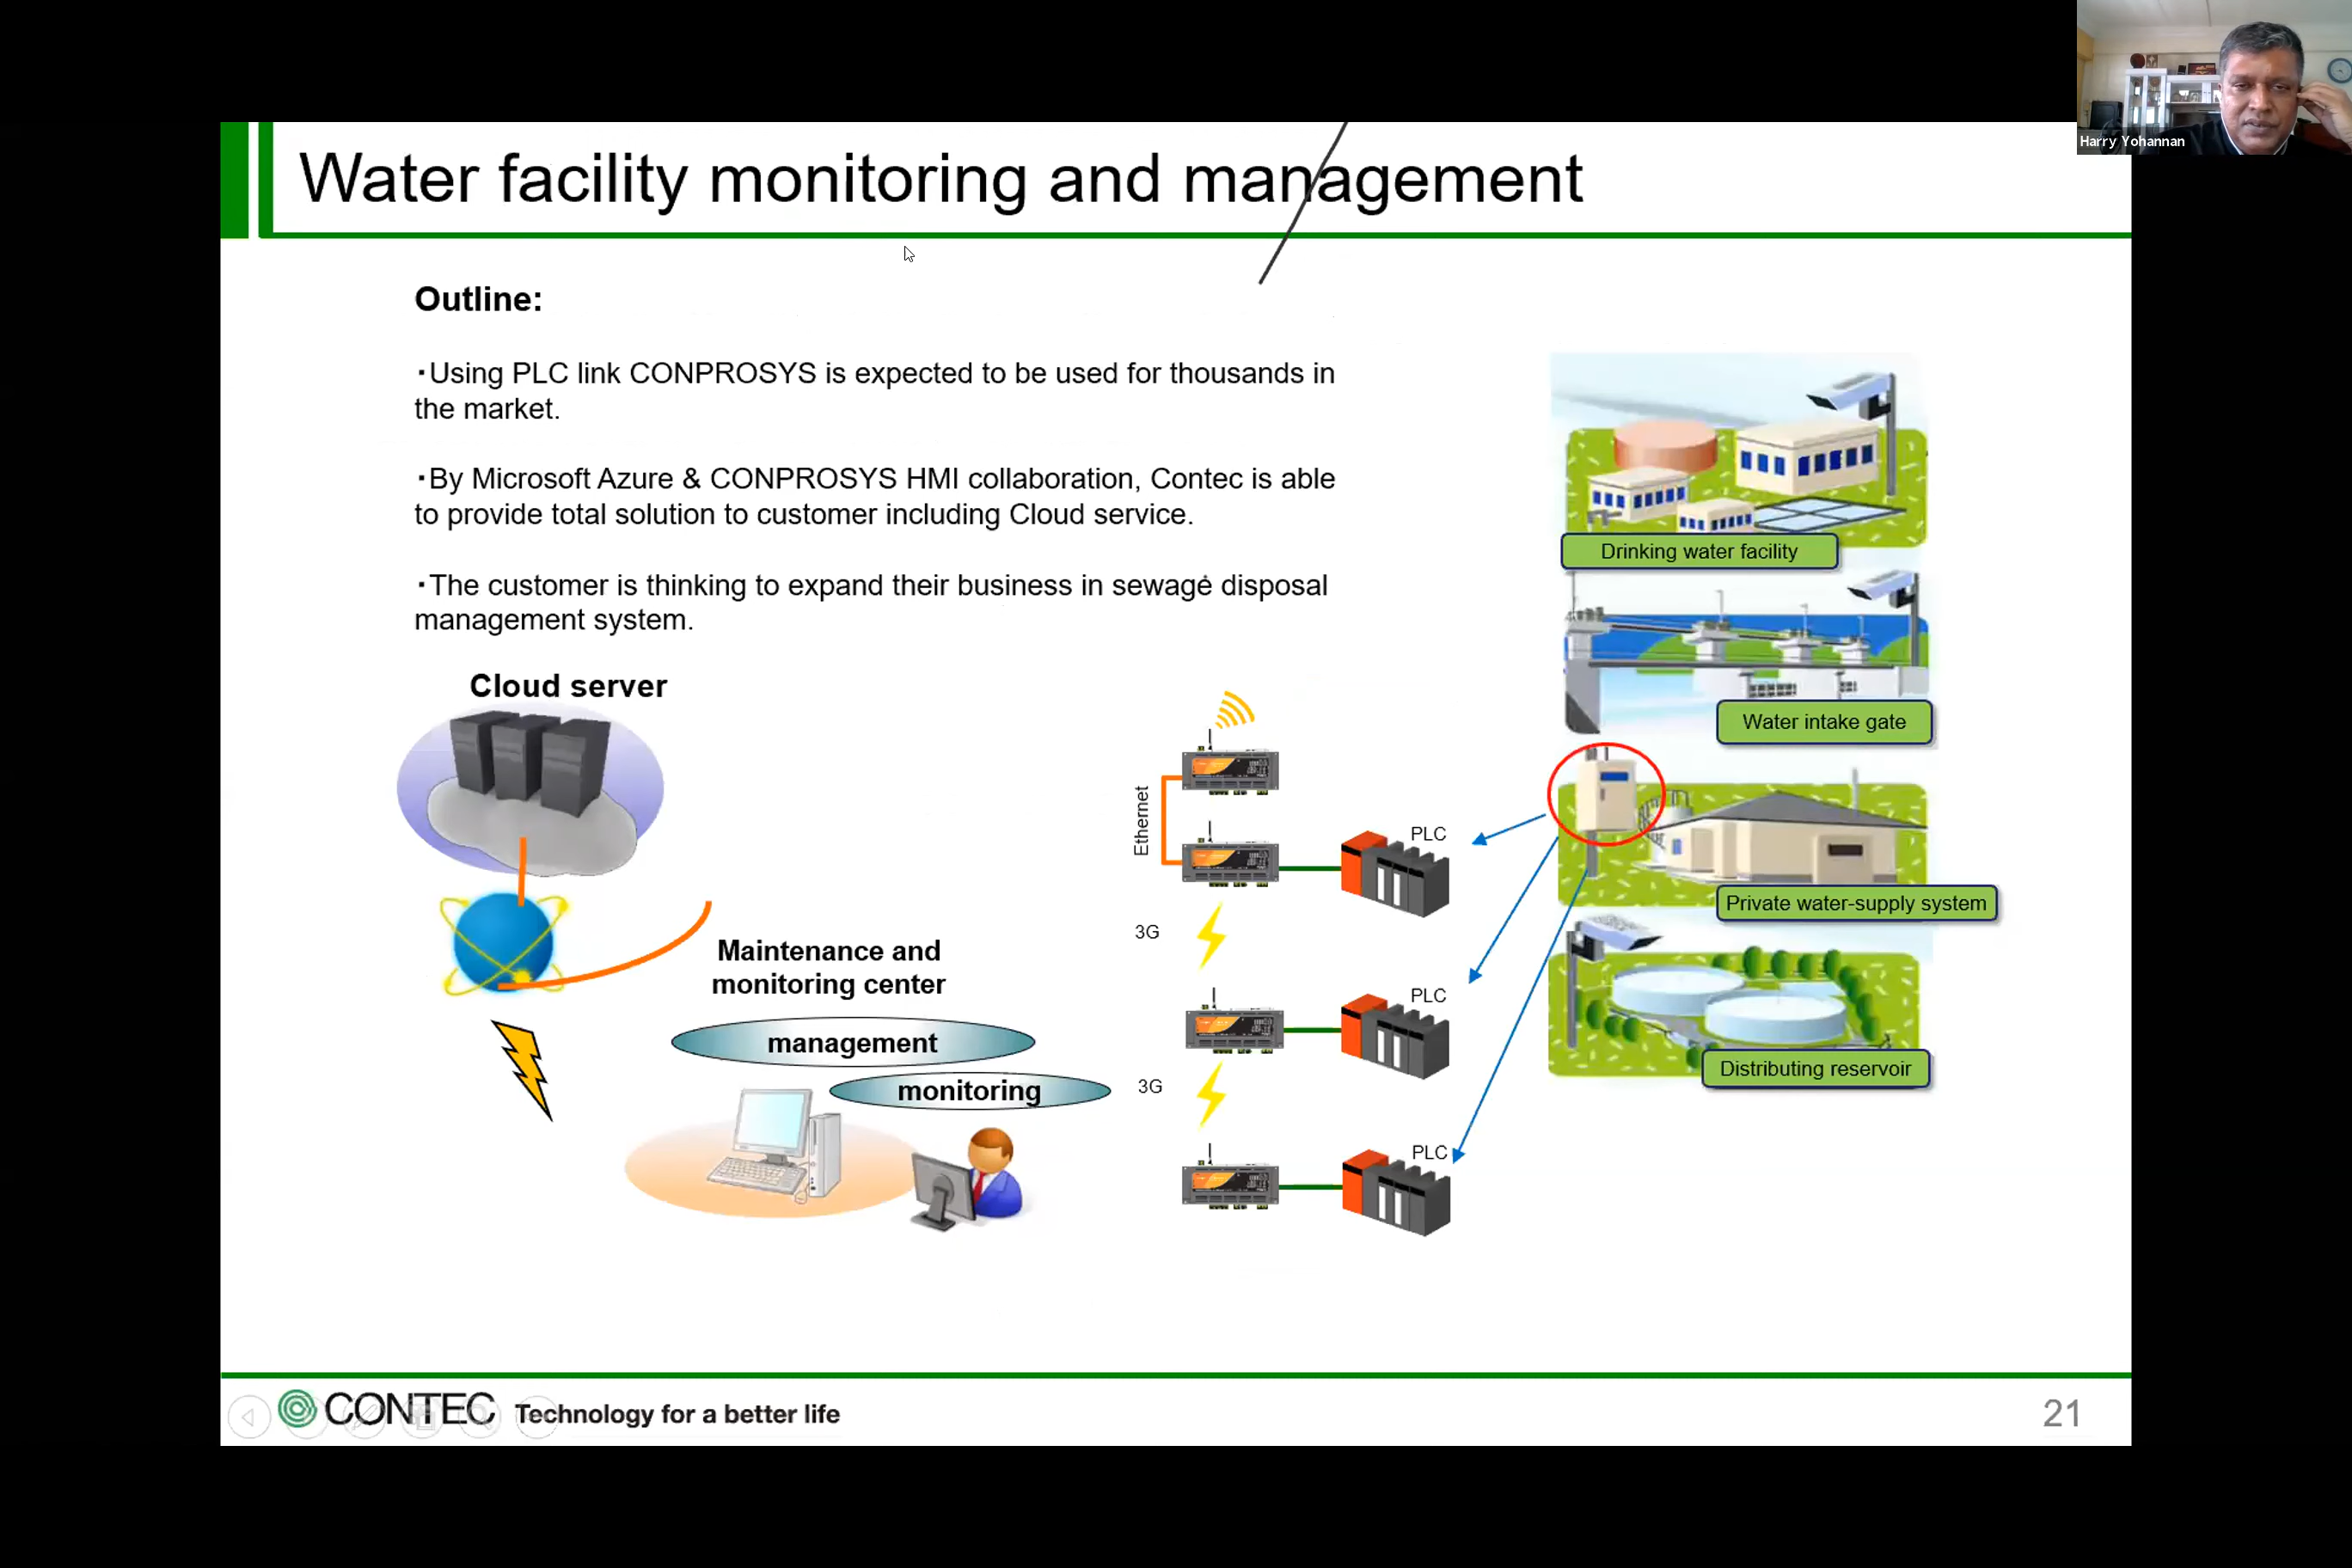 Harry Yohannan
Water facility monitoring and management
Outline:
・Using PLC link CONPROSYS is expected to be used for thousands in
the market.
・By Microsoft Azure & CONPROSYS HMI collaboration, Contec is able
to provide total solution to customer including Cloud service.
・The customer is thinking to expand their business in sewage disposal
management system.
Cloud server
Maintenance and
monitoring center
management
monitoring
Ethernet
3G
3G
PLC
PLC
PLC
Drinking water facility
Water intake gate
Private water-supply system
Distributing reservoir
CONTEC Technology for a better life
21